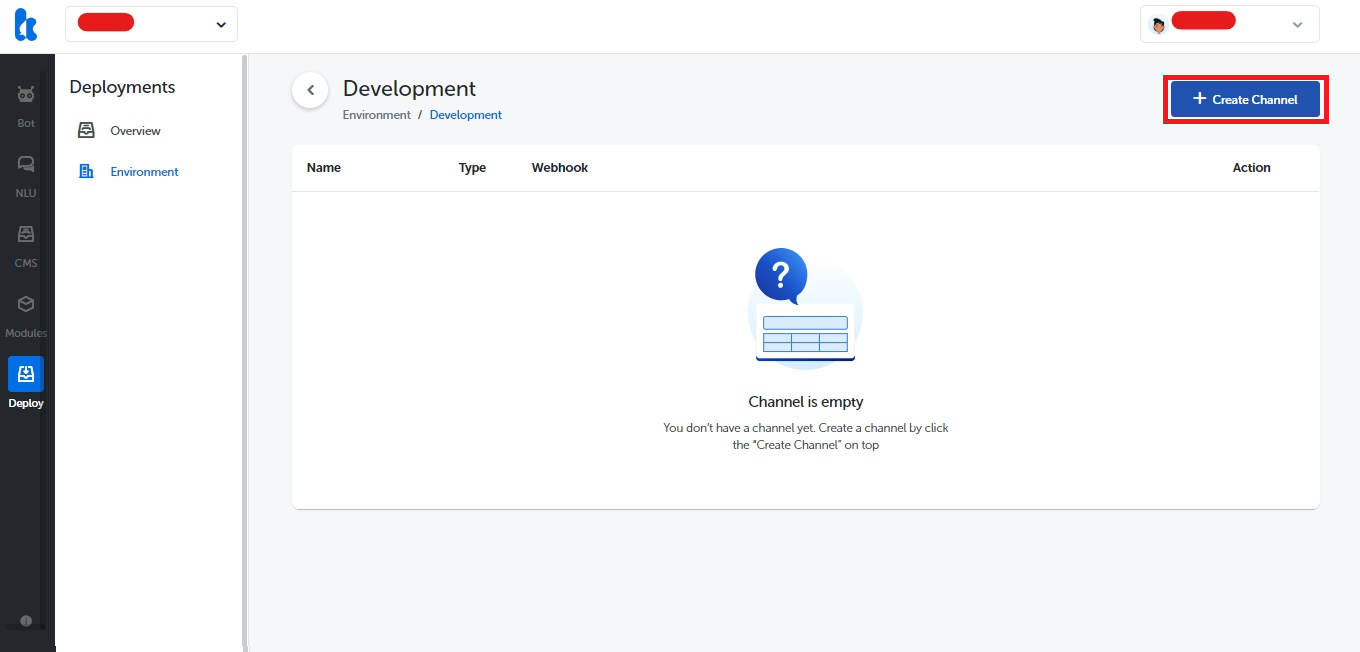 Bot
NLU
CMS
Modules
Deploy
Deployments
Overview
Environment
Development
Environment / Development
+ Create Channel
Name Type Webhook Action
?
Channel is empty
You don't have a channel yet. Create a channel by click
the "Create Channel" on top